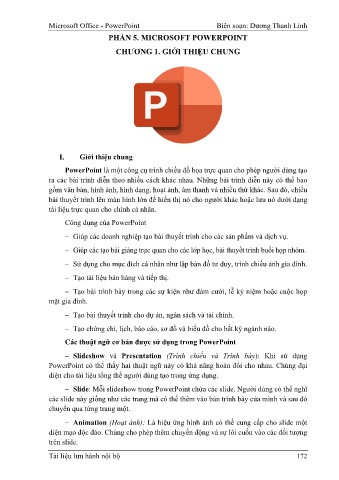 Microsoft Office - PowerPoint Biên soạn: Dương Thanh Linh
PHẦN 5. MICROSOFT POWERPOINT
CHƯƠNG 1. GIỚI THIỆU CHUNG
P
I. Giới thiệu chung
PowerPoint là một công cụ trình chiếu đồ họa trực quan cho phép người dùng tạo
ra các bài trình diễn theo nhiều cách khác nhau. Những bài trình diễn này có thể bao
gồm văn bản, hình ảnh, hình dạng, hoạt ảnh, âm thanh và nhiều thứ khác. Sau đó, chiếu
bài thuyết trình lên màn hình lớn để hiển thị nó cho người khác hoặc lưu nó dưới dạng
tài liệu trực quan cho chính cá nhân.
Công dụng của PowerPoint
− Giúp các doanh nghiệp tạo bài thuyết trình cho các sản phẩm và dịch vụ.
− Giúp các tạo bài giảng trực quan cho các lớp học, bài thuyết trình buổi họp nhóm.
− Sử dụng cho mục đích cá nhân như lập bản đồ tư duy, trình chiếu ảnh gia đình.
− Tạo tài liệu bán hàng và tiếp thị.
− Tạo bài trình bày trong các sự kiện như đám cưới, lễ kỷ niệm hoặc cuộc họp
mặt gia đình.
− Tạo bài thuyết trình cho dự án, ngân sách và tài chính.
− Tạo chứng chỉ, lịch, báo cáo, sơ đồ và biểu đồ cho bất kỳ ngành nào.
Các thuật ngữ cơ bản được sử dụng trong PowerPoint
− Slideshow và Presentation (Trình chiếu và Trình bày): Khi sử dụng
PowerPoint có thể thấy hai thuật ngữ này có khả năng hoán đổi cho nhau. Chúng đại
diện cho tài liệu tổng thể người dùng tạo trong ứng dụng.
− Slide: Mỗi slideshow trong PowerPoint chứa các slide. Người dùng có thể nghĩ
các slide này giống như các trang mà có thể thêm vào bản trình bày của mình và sau đó
chuyển qua từng trang một.
− Animation (Hoạt ảnh): Là hiệu ứng hình ảnh có thể cung cấp cho slide một
diện mạo độc đáo. Chúng cho phép thêm chuyển động và sự lôi cuốn vào các đối tượng
trên slide.
Tài liệu lưu hành nội bộ 172